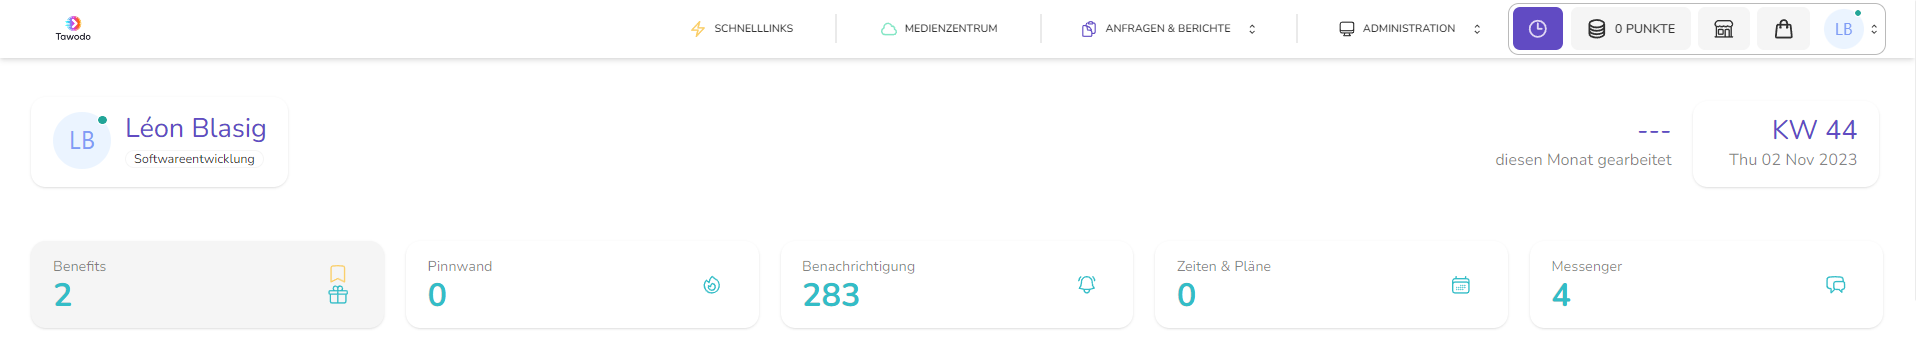 Tawodo
SCHNELLLINKS
MEDIENZENTRUM
ANFRAGEN & BERICHTE
ADMINISTRATION
0 PUNKTE
LB
LB
Léon Blasig
Softwareentwicklung
---
diesen Monat gearbeitet
KW 44
Thu 02 Nov 2023
Benefits
2
Pinnwand
0
Benachrichtigung
283
Zeiten & Pläne
0
Messenger
4